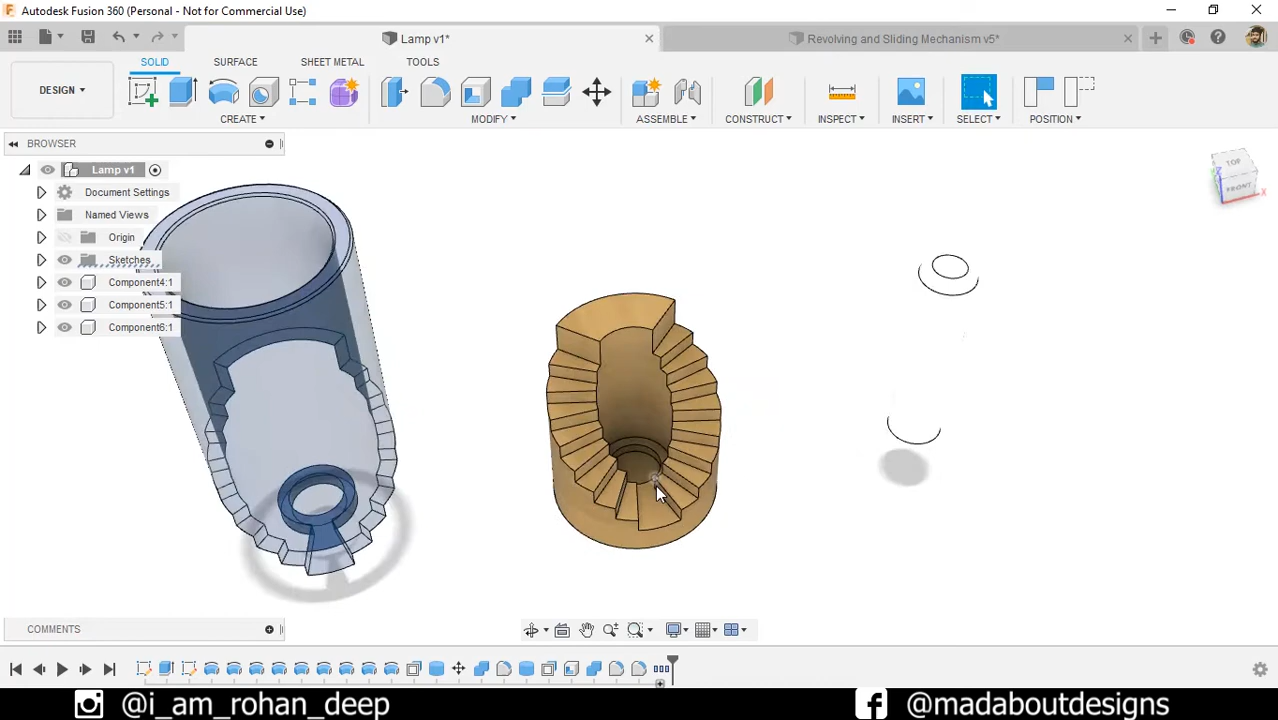 Autodesk Fusion 360 (Personal - Not for Commercial Use)
Lamp v1*
Revolving and Sliding Mechanism v5*
SOLID
SURFACE
SHEET METAL
TOOLS
DESIGN
CREATE
MODIFY
ASSEMBLE
CONSTRUCT
INSPECT
INSERT
SELECT
POSITION
BROWSER
Lamp v1
Document Settings
Named Views
Origin
Sketches
Component4:1
Component5:1
Component6:1
TOP
FRONT
Z
X
COMMENTS
@i_am_rohan_deep
@madaboutdesigns